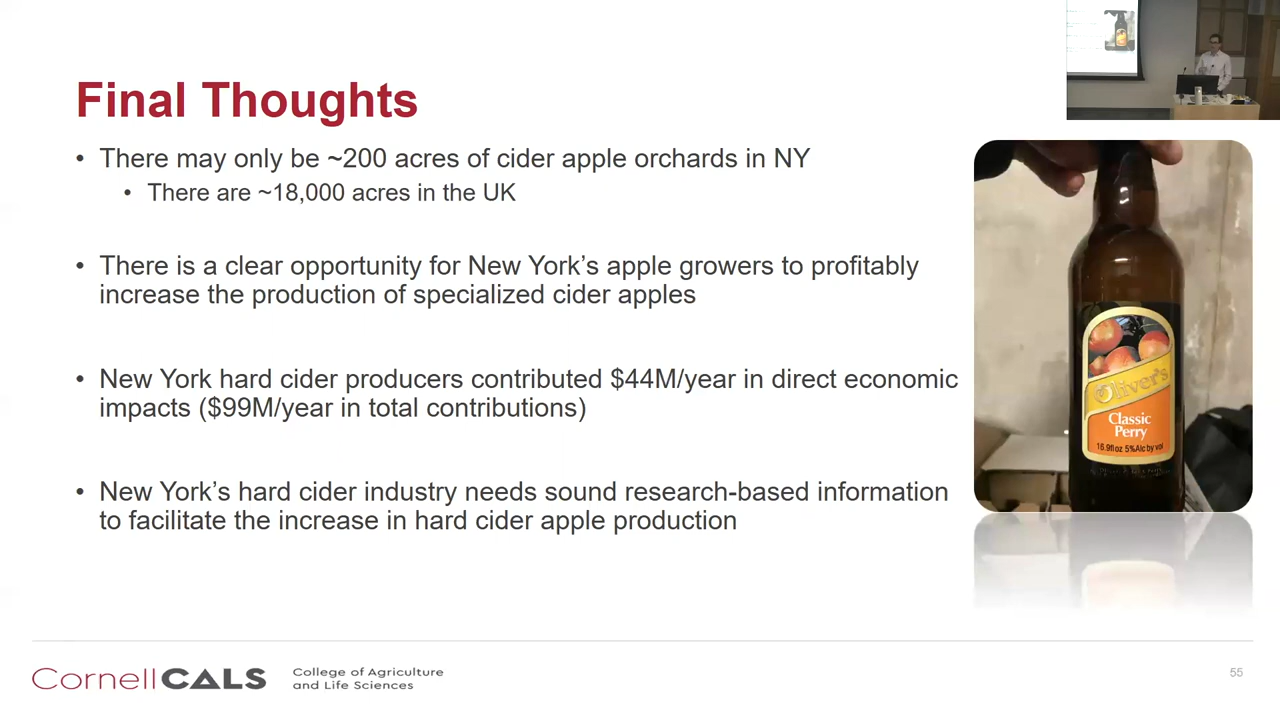 Final Thoughts
• There may only be ~200 acres of cider apple orchards in NY
• There are ~18,000 acres in the UK
• There is a clear opportunity for New York's apple growers to profitably
increase the production of specialized cider apples
• New York hard cider producers contributed $44M/year in direct economic
impacts ($99M/year in total contributions)
• New York's hard cider industry needs sound research-based information
to facilitate the increase in hard cider apple production
Oliver's
Classic
Perry
16.9fl oz 5%Alc by vol
CornellCALS
College of Agriculture
and Life Sciences
55